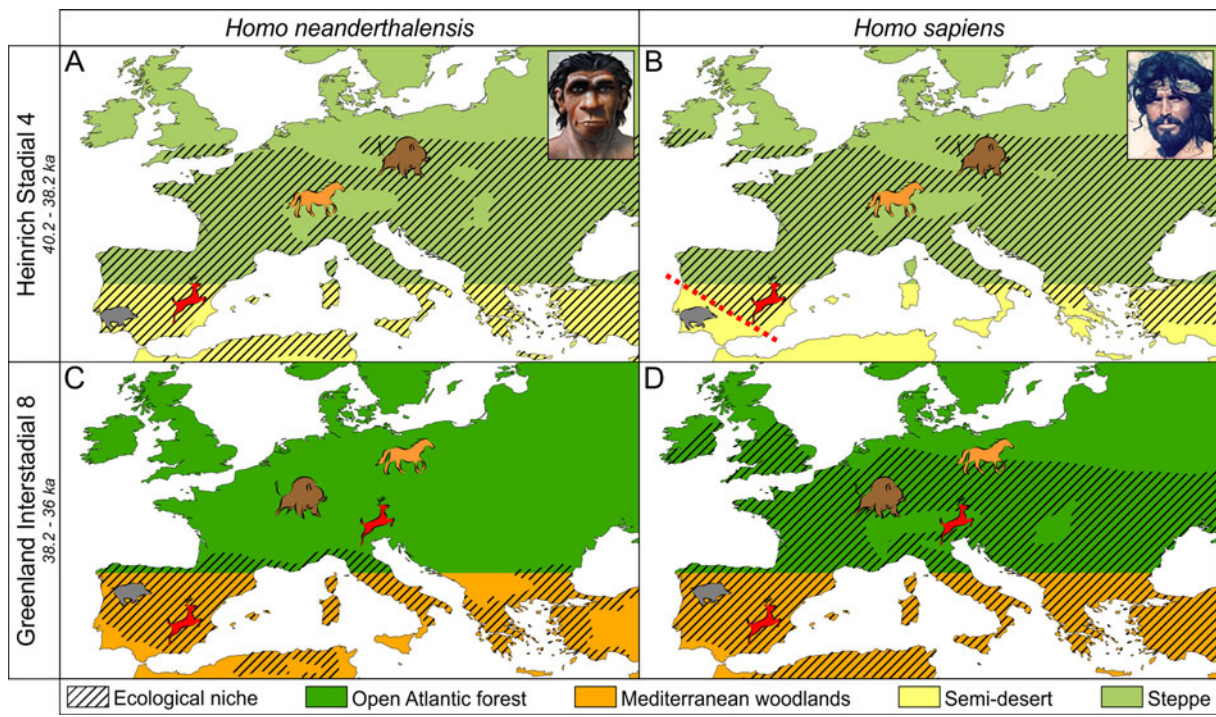 Homo neanderthalensis
Homo sapiens
Heinrich Stadial 4
40.2 - 38.2 ka
A
B
Greenland Interstadial 8
38.2 - 36 ka
C
D
Ecological niche
Open Atlantic forest
Mediterranean woodlands
Semi-desert
Steppe